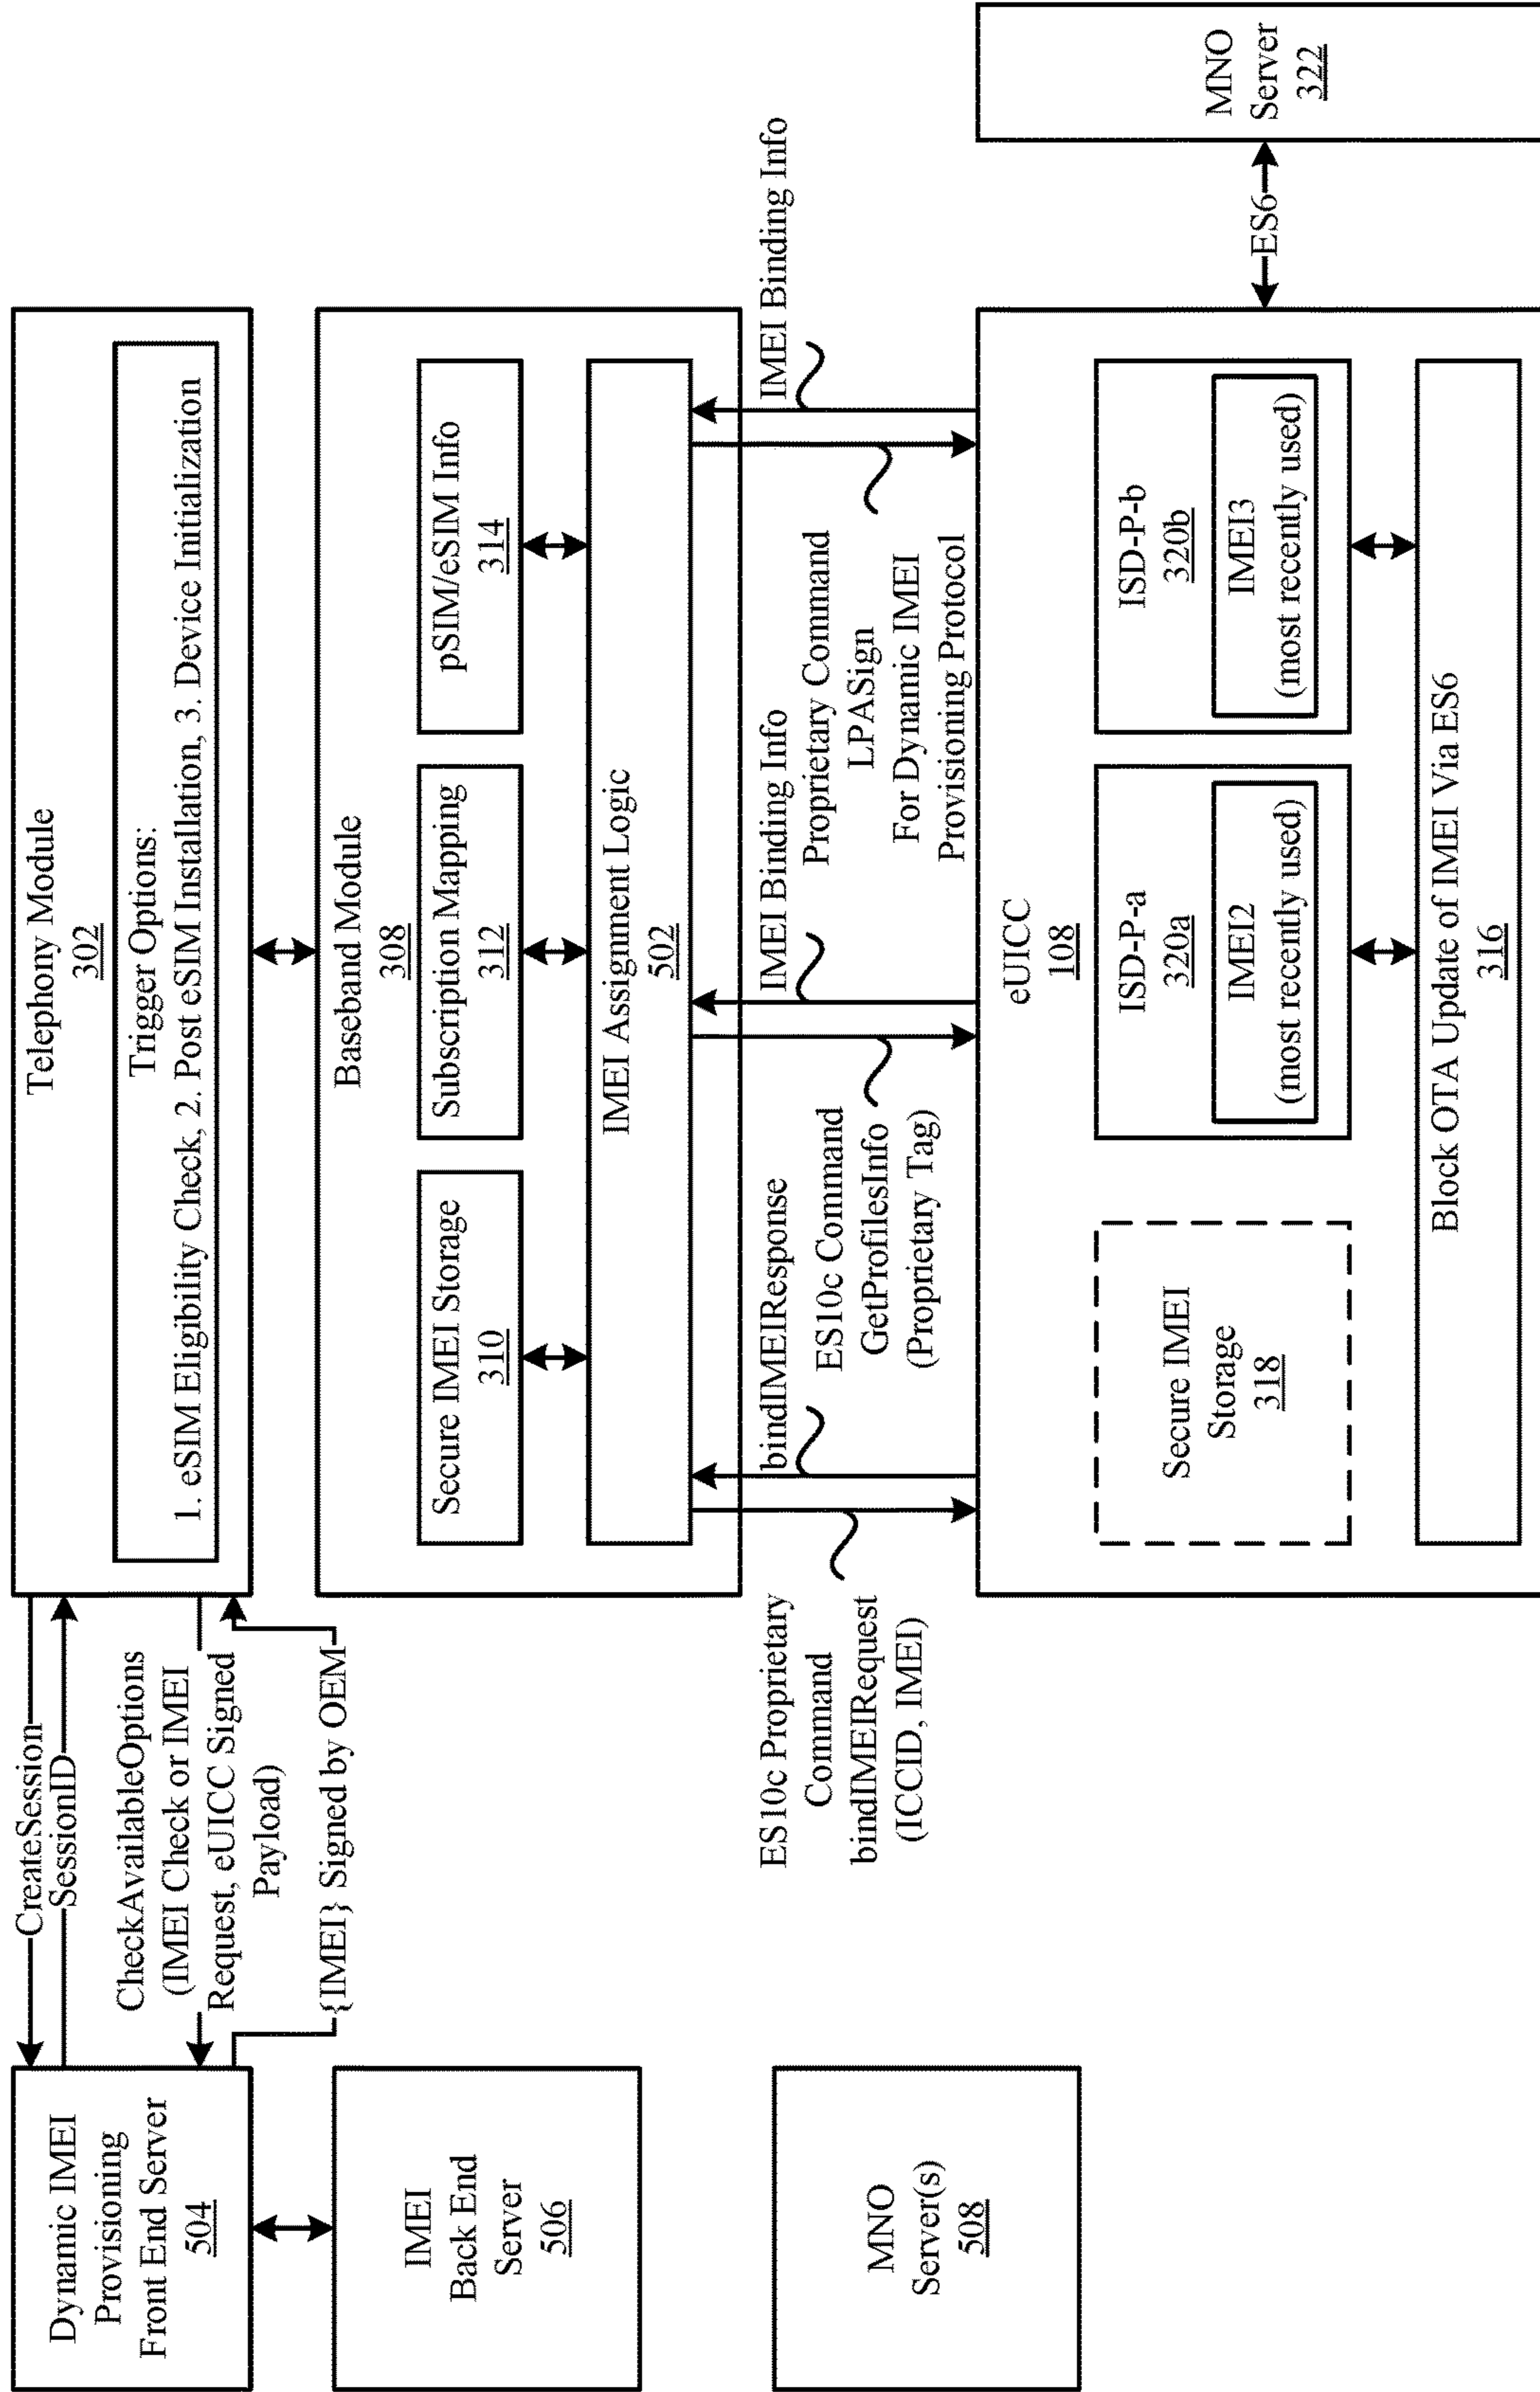 Dynamic IMEI
Provisioning
Front End Server
504
IMEI
Back End
Server
506
MNO
Server(s)
508
CreateSession
SessionID
CheckAvailableOptions
(IMEI Check or IMEI
Request, eUICC Signed
Payload)
{IMEI} Signed by OEM
Telephony Module
302
Trigger Options:
1. eSIM Eligibility Check, 2. Post eSIM Installation, 3. Device Initialization
Baseband Module
308
Secure IMEI Storage
310
Subscription Mapping
312
pSIM/eSIM Info
314
IMEI Assignment Logic
502
ES10c Proprietary
Command
bindIMEIRequest
(ICCID, IMEI)
bindIMEIResponse
ES10c Command
GetProfilesInfo
(Proprietary Tag)
IMEI Binding Info
Proprietary Command
LPASign
For Dynamic IMEI
Provisioning Protocol
IMEI Binding Info
eUICC
108
Secure IMEI
Storage
318
ISD-P-a
320a
IMEI2
(most recently used)
ISD-P-b
320b
IMEI3
(most recently used)
Block OTA Update of IMEI Via ES6
316
ES6
MNO
Server
322